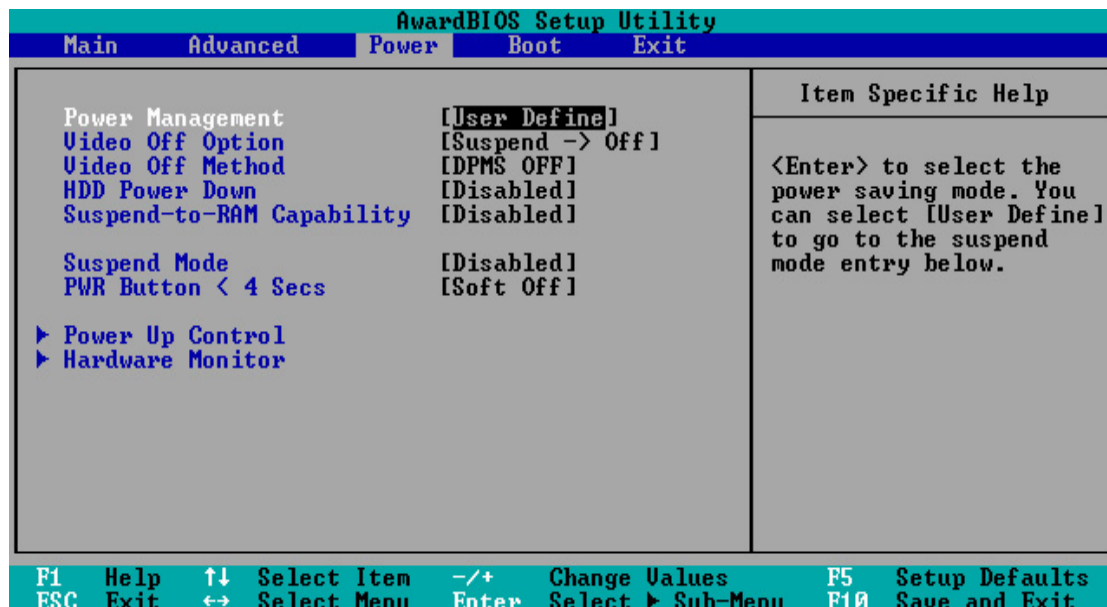 AwardBIOS Setup Utility
Main Advanced Power Boot Exit
Power Management [User Define]
Video Off Option [Suspend -> Off]
Video Off Method [DPMS OFF]
HDD Power Down [Disabled]
Suspend-to-RAM Capability [Disabled]
Suspend Mode [Disabled]
PWR Button < 4 Secs [Soft Off]
▶ Power Up Control
▶ Hardware Monitor
Item Specific Help
<Enter> to select the
power saving mode. You
can select [User Define]
to go to the suspend
mode entry below.
F1 Help ↑↓ Select Item -/+ Change Values F5 Setup Defaults
ESC Exit ↔ Select Menu Enter Select ▶ Sub-Menu F10 Save and Exit